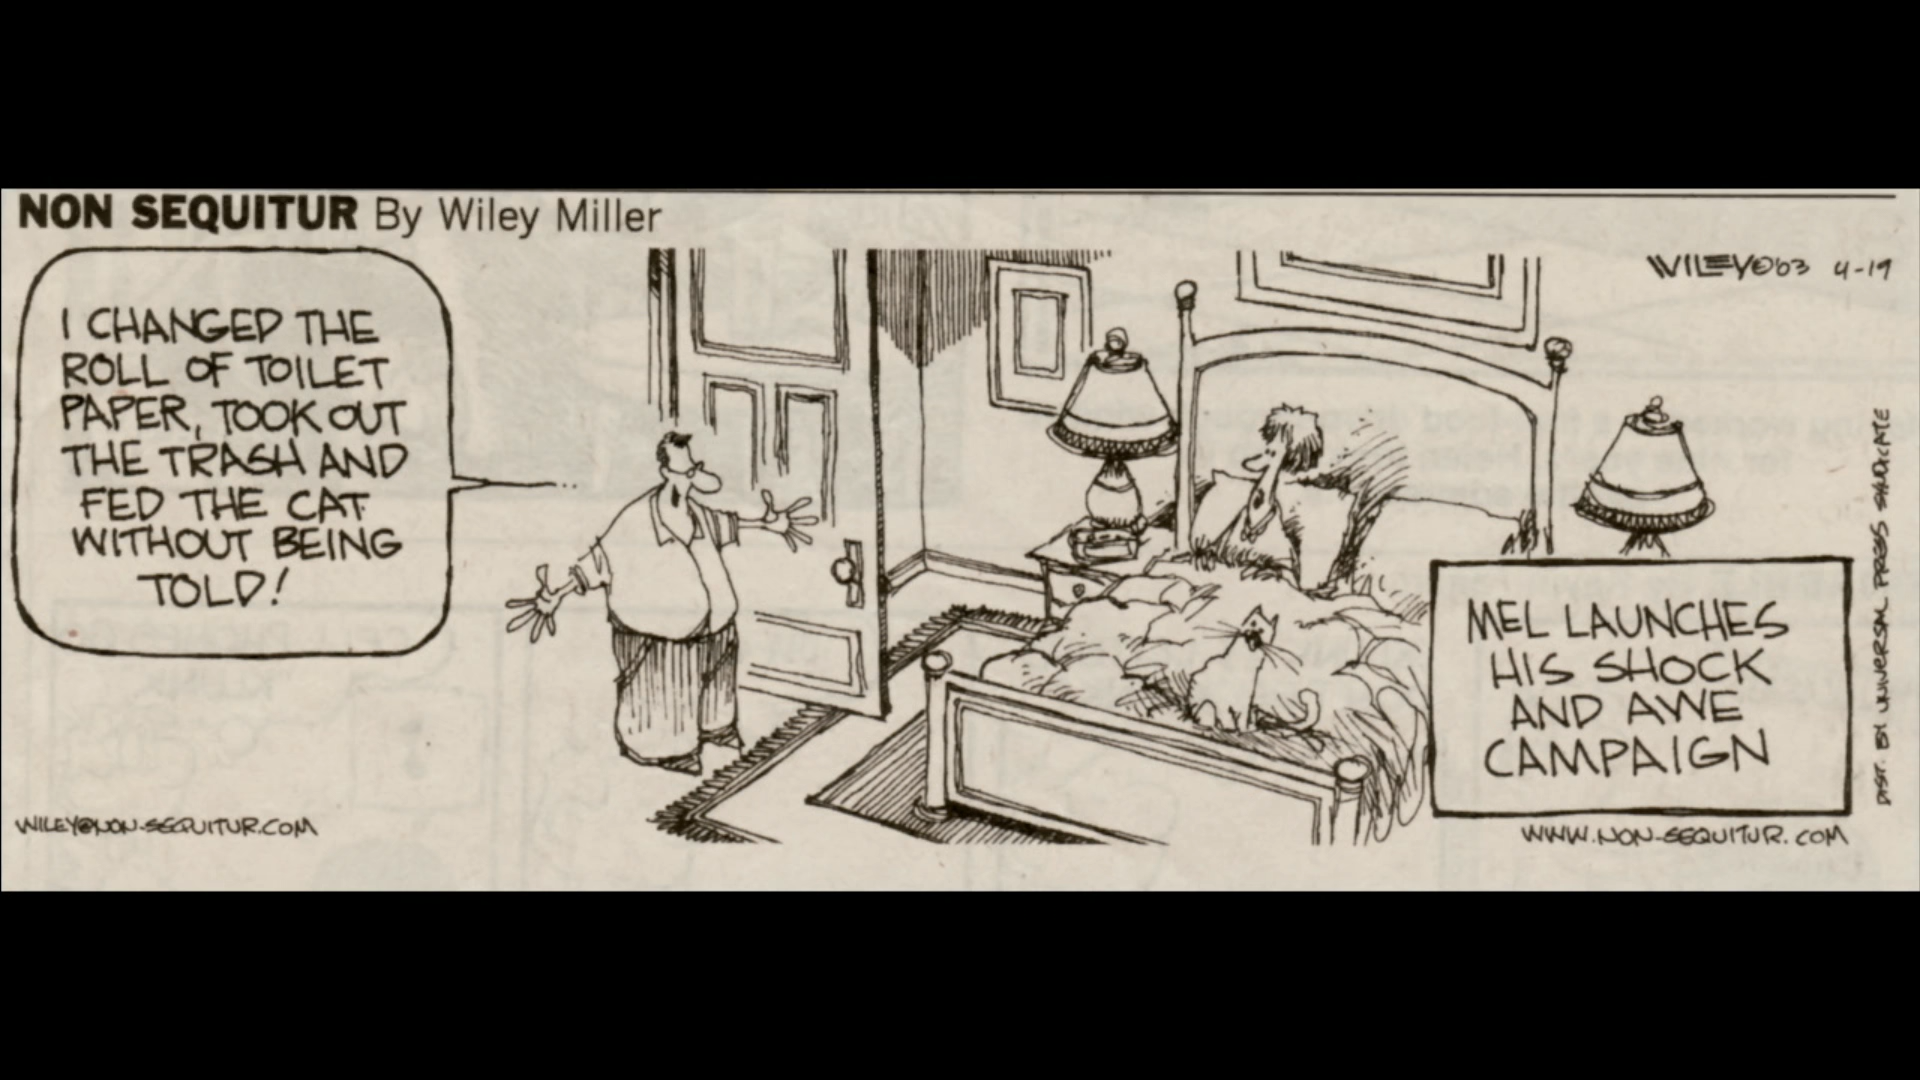 NON SEQUITUR By Wiley Miller
I CHANGED THE
ROLL OF TOILET
PAPER, TOOK OUT
THE TRASH AND
FED THE CAT
WITHOUT BEING
TOLD!
WILEY©'03 4-19
MEL LAUNCHES
HIS SHOCK
AND AWE
CAMPAIGN
DIST. BY UNIVERSAL PRESS SYNDICATE
WILEY@NON-SEQUITUR.COM
WWW.NON-SEQUITUR.COM